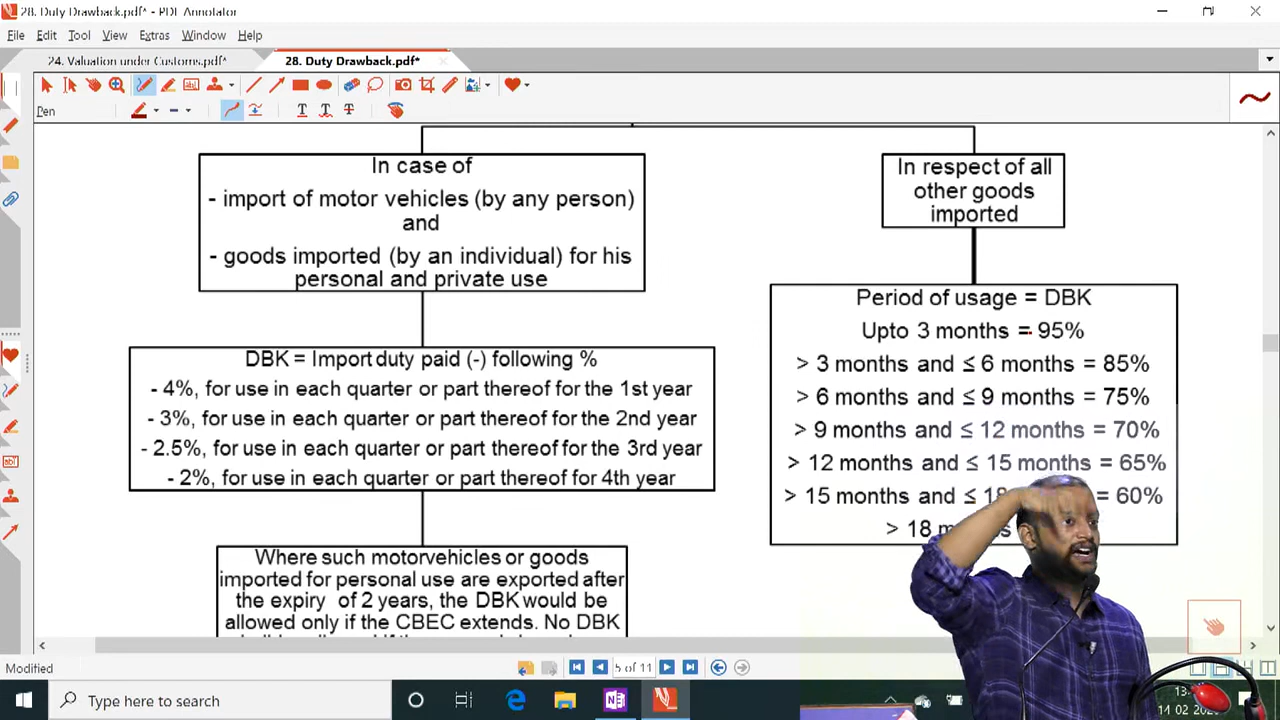 28. Duty Drawback.pdf* - PDF Annotator
File Edit Tool View Extras Window Help
24. Valuation under Customs.pdf*
28. Duty Drawback.pdf*
Pen
In case of
- import of motor vehicles (by any person)
and
- goods imported (by an individual) for his
personal and private use
DBK = Import duty paid (-) following %
- 4%, for use in each quarter or part thereof for the 1st year
- 3%, for use in each quarter or part thereof for the 2nd year
- 2.5%, for use in each quarter or part thereof for the 3rd year
- 2%, for use in each quarter or part thereof for 4th year
Where such motorvehicles or goods
imported for personal use are exported after
the expiry of 2 years, the DBK would be
allowed only if the CBEC extends. No DBK
In respect of all
other goods
imported
Period of usage = DBK
Upto 3 months = 95%
> 3 months and ≤ 6 months = 85%
> 6 months and ≤ 9 months = 75%
> 9 months and ≤ 12 months = 70%
> 12 months and ≤ 15 months = 65%
> 15 months and ≤ = 60%
> 18
Modified
5 of 11
Type here to search